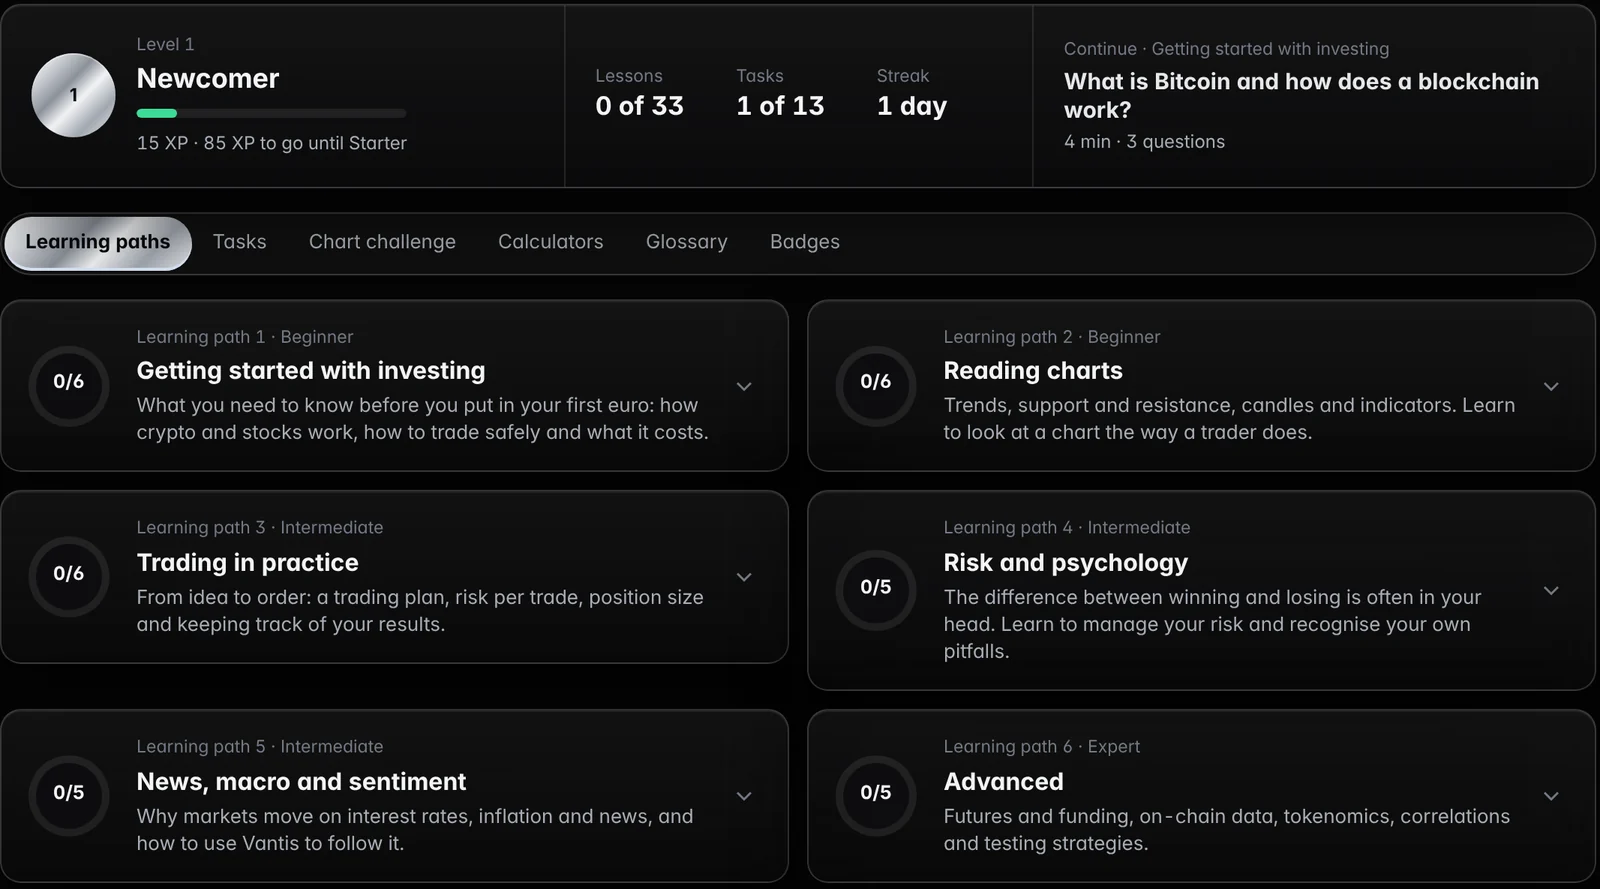 1
Level 1
Newcomer
15 XP · 85 XP to go until Starter
Lessons
0 of 33
Tasks
1 of 13
Streak
1 day
Continue · Getting started with investing
What is Bitcoin and how does a blockchain
work?
4 min · 3 questions
Learning paths
Tasks
Chart challenge
Calculators
Glossary
Badges
0/6
Learning path 1 · Beginner
Getting started with investing
What you need to know before you put in your first euro: how
crypto and stocks work, how to trade safely and what it costs.
0/6
Learning path 2 · Beginner
Reading charts
Trends, support and resistance, candles and indicators. Learn
to look at a chart the way a trader does.
0/6
Learning path 3 · Intermediate
Trading in practice
From idea to order: a trading plan, risk per trade, position size
and keeping track of your results.
0/5
Learning path 4 · Intermediate
Risk and psychology
The difference between winning and losing is often in your
head. Learn to manage your risk and recognise your own
pitfalls.
0/5
Learning path 5 · Intermediate
News, macro and sentiment
Why markets move on interest rates, inflation and news, and
how to use Vantis to follow it.
0/5
Learning path 6 · Expert
Advanced
Futures and funding, on-chain data, tokenomics, correlations
and testing strategies.